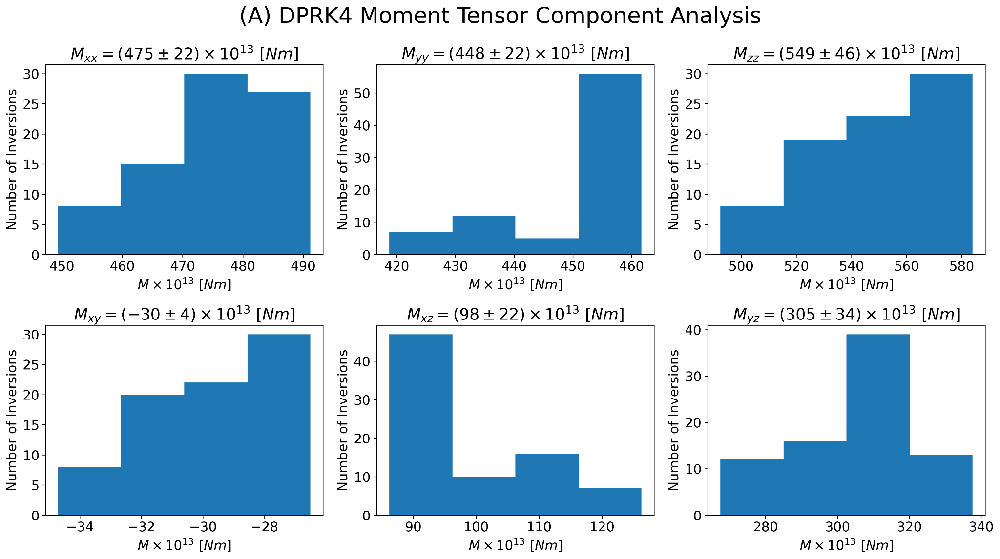 (A) DPRK4 Moment Tensor Component Analysis
M_xx = (475 ± 22) × 10^13 [Nm]
Number of Inversions
30
25
20
15
10
5
0
450 460 470 480 490
M × 10^13 [Nm]
M_yy = (448 ± 22) × 10^13 [Nm]
Number of Inversions
50
40
30
20
10
0
420 430 440 450 460
M × 10^13 [Nm]
M_zz = (549 ± 46) × 10^13 [Nm]
Number of Inversions
30
25
20
15
10
5
0
500 520 540 560 580
M × 10^13 [Nm]
M_xy = (−30 ± 4) × 10^13 [Nm]
Number of Inversions
30
25
20
15
10
5
0
−34 −32 −30 −28
M × 10^13 [Nm]
M_xz = (98 ± 22) × 10^13 [Nm]
Number of Inversions
40
30
20
10
0
90 100 110 120
M × 10^13 [Nm]
M_yz = (305 ± 34) × 10^13 [Nm]
Number of Inversions
40
30
20
10
0
280 300 320 340
M × 10^13 [Nm]